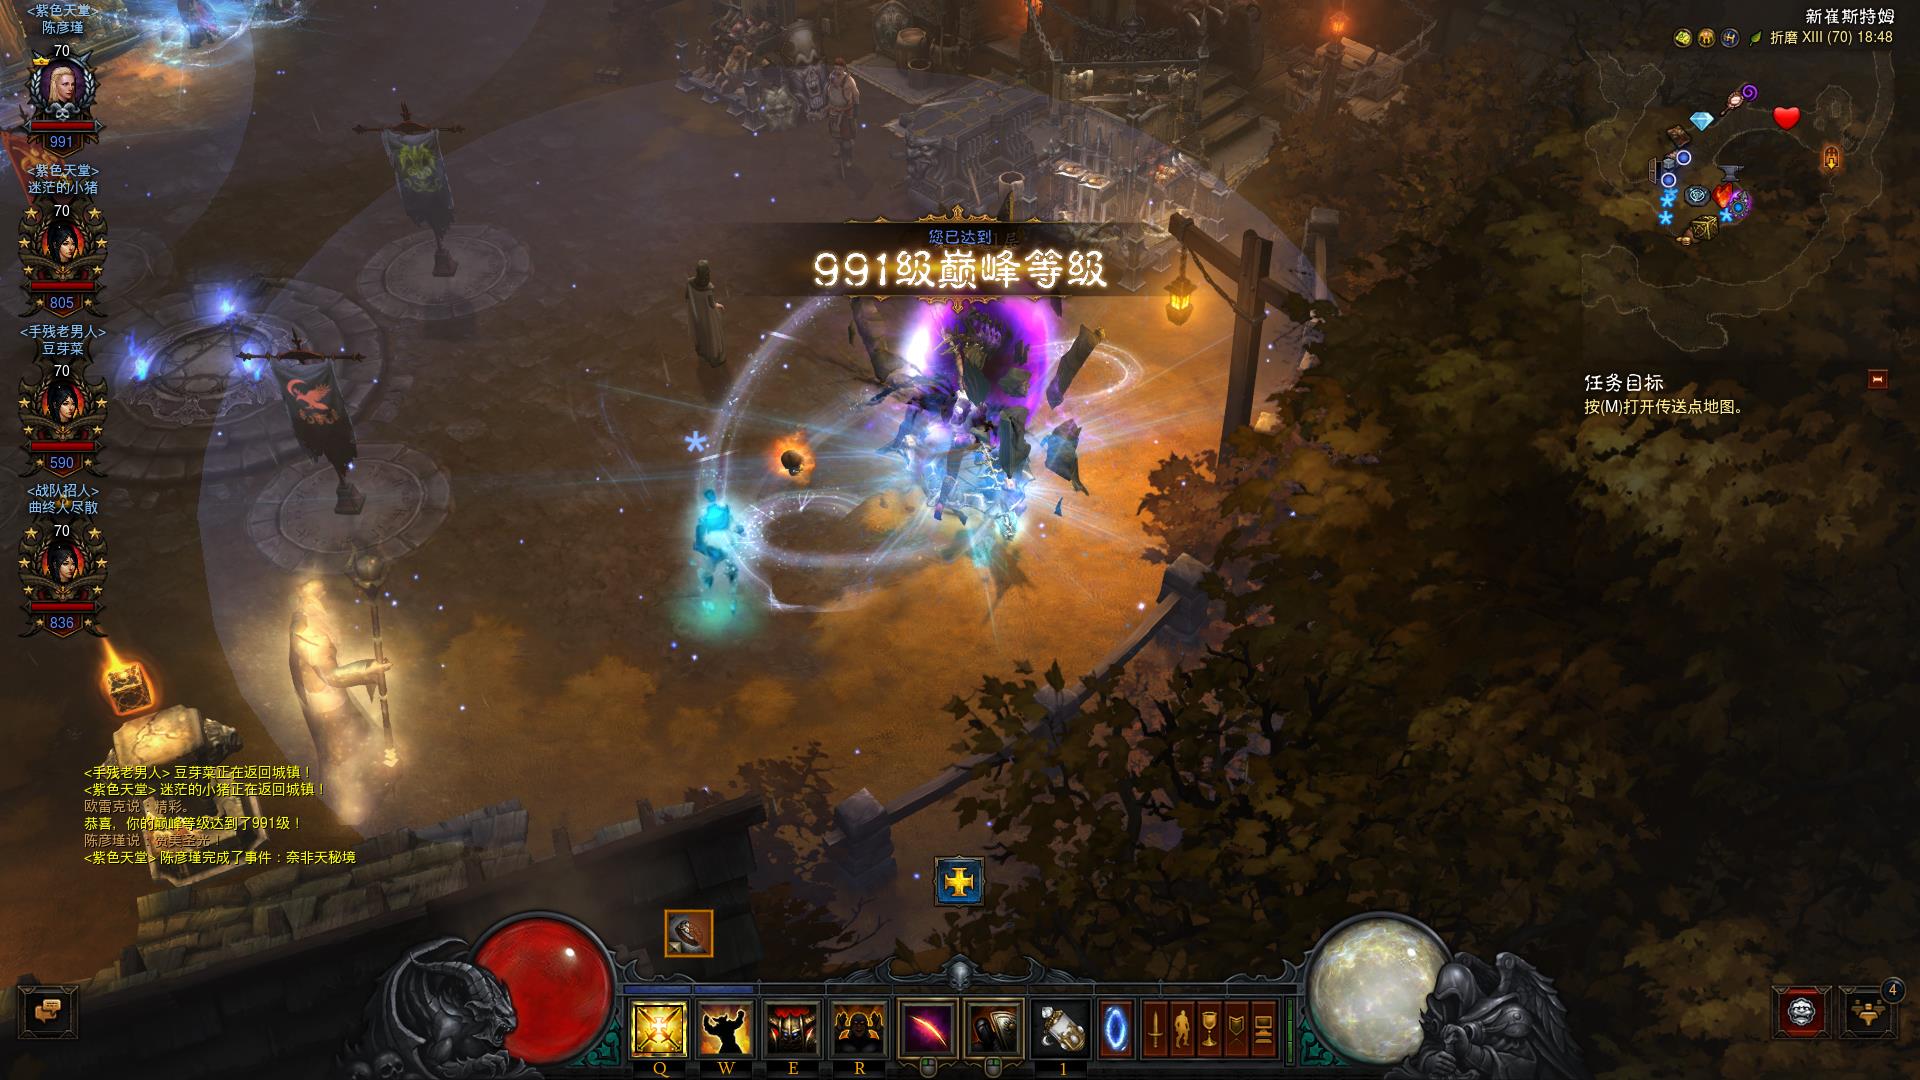 <紫色天堂>
陈彦瑾
70
991
<紫色天堂>
迷茫的小猪
70
805
<手残老男人>
豆芽菜
70
590
<战队招人>
曲终人尽散
70
836
新崔斯特姆
折磨 XIII (70) 18:48
您已达到
991级巅峰等级
任务目标
按(M)打开传送点地图。
<手残老男人> 豆芽菜正在返回城镇！
<紫色天堂> 迷茫的小猪正在返回城镇！
欧雷克说：精彩。
恭喜，你的巅峰等级达到了991级！
陈彦瑾说：赞美圣光！
<紫色天堂> 陈彦瑾完成了事件：奈非天秘境
4
Q W E R 1